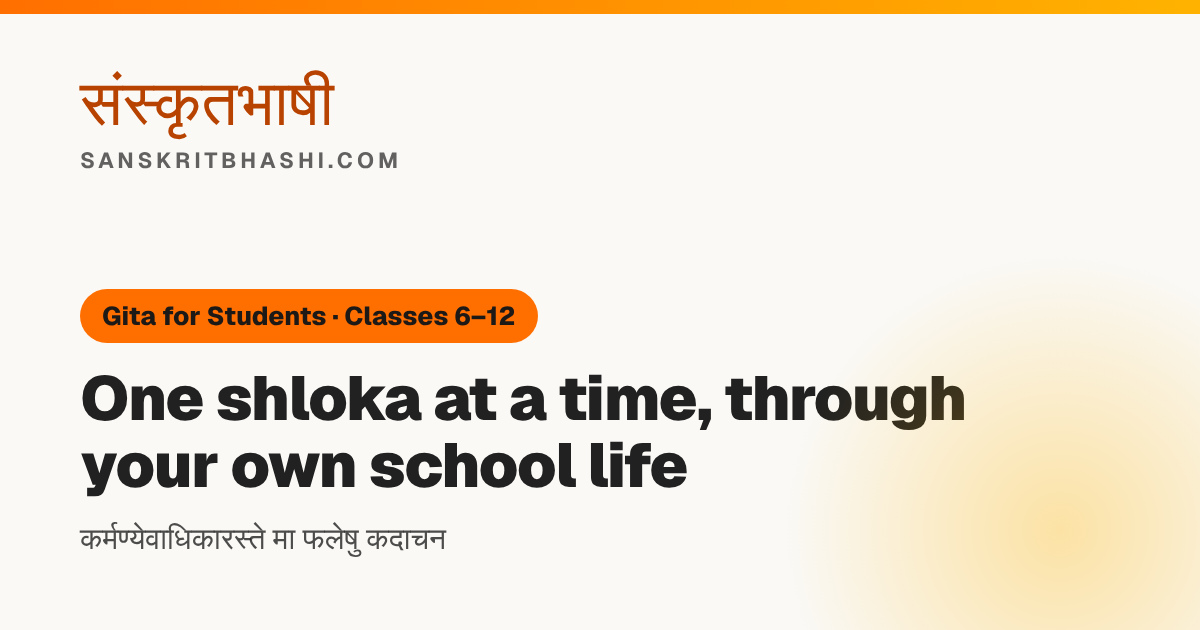 संस्कृतभाषी
SANSKRITBHASHI.COM
Gita for Students · Classes 6–12
One shloka at a time, through
your own school life
कर्मण्येवाधिकारस्ते मा फलेषु कदाचन